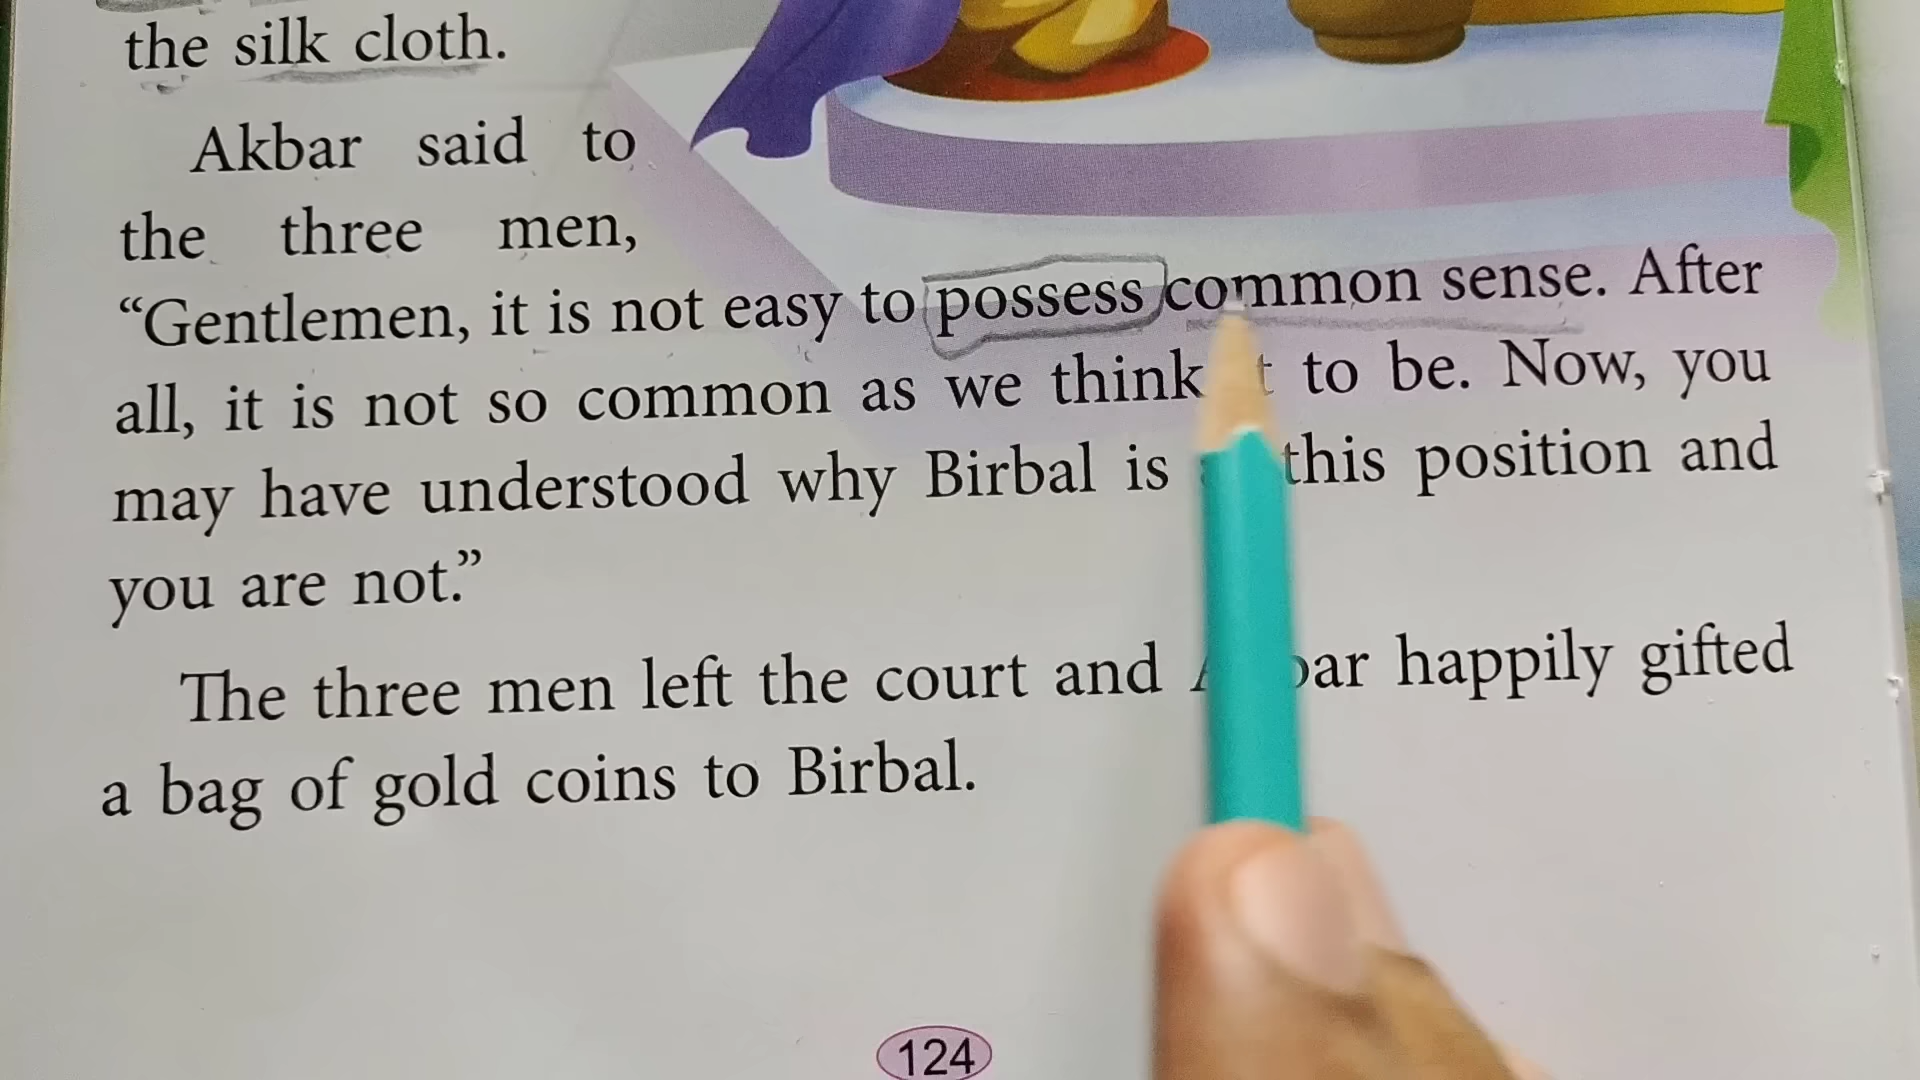 the silk cloth.
Akbar said to
the three men,
“Gentlemen, it is not easy to possess common sense. After
all, it is not so common as we think to be. Now, you
may have understood why Birbal is this position and
you are not.”
The three men left the court and happily gifted
a bag of gold coins to Birbal.
124